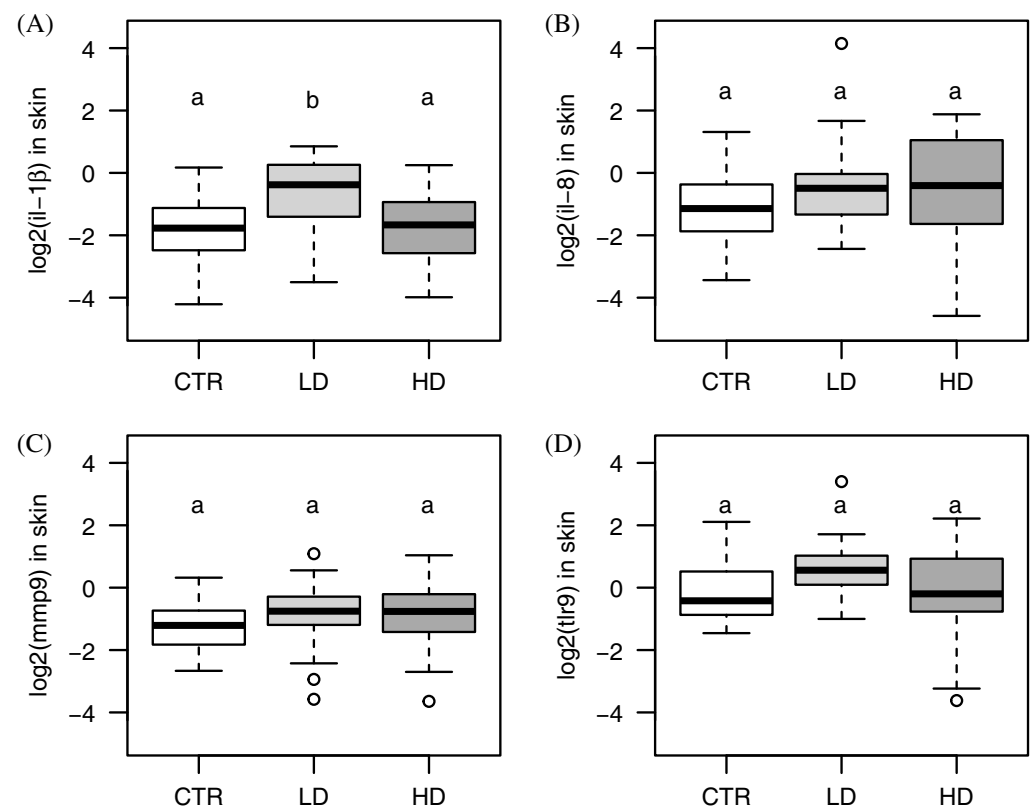 (A)
log2(il−1β) in skin
4
2
0
−2
−4
a
b
a
CTR
LD
HD
(B)
log2(il−8) in skin
4
2
0
−2
−4
a
a
a
CTR
LD
HD
(C)
log2(mmp9) in skin
4
2
0
−2
−4
a
a
a
CTR
LD
HD
(D)
log2(tlr9) in skin
4
2
0
−2
−4
a
a
a
CTR
LD
HD